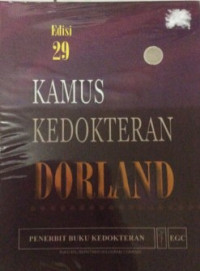 Edisi
29
KAMUS
KEDOKTERAN
DORLAND
PENERBIT BUKU KEDOKTERAN EGC